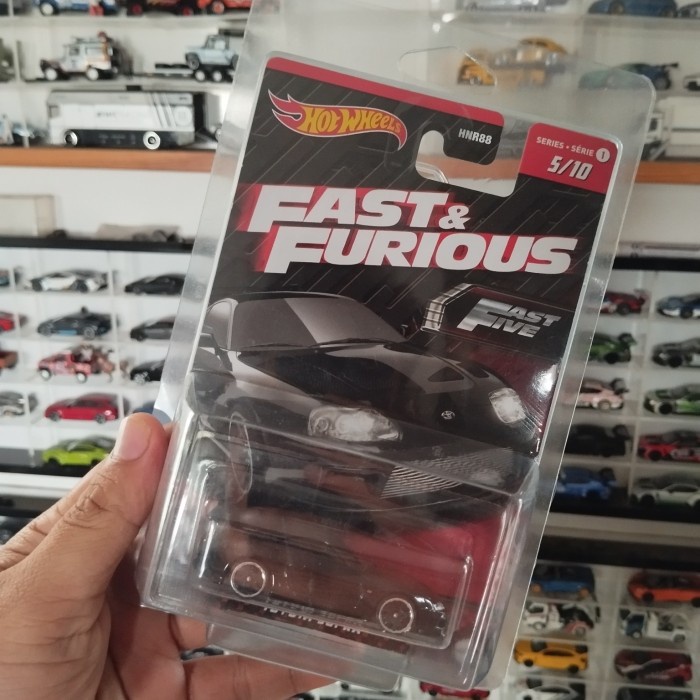 Hot Wheels
HNR88
SERIES • SÉRIE 1
5/10
FAST &
FURIOUS
FAST
FIVE